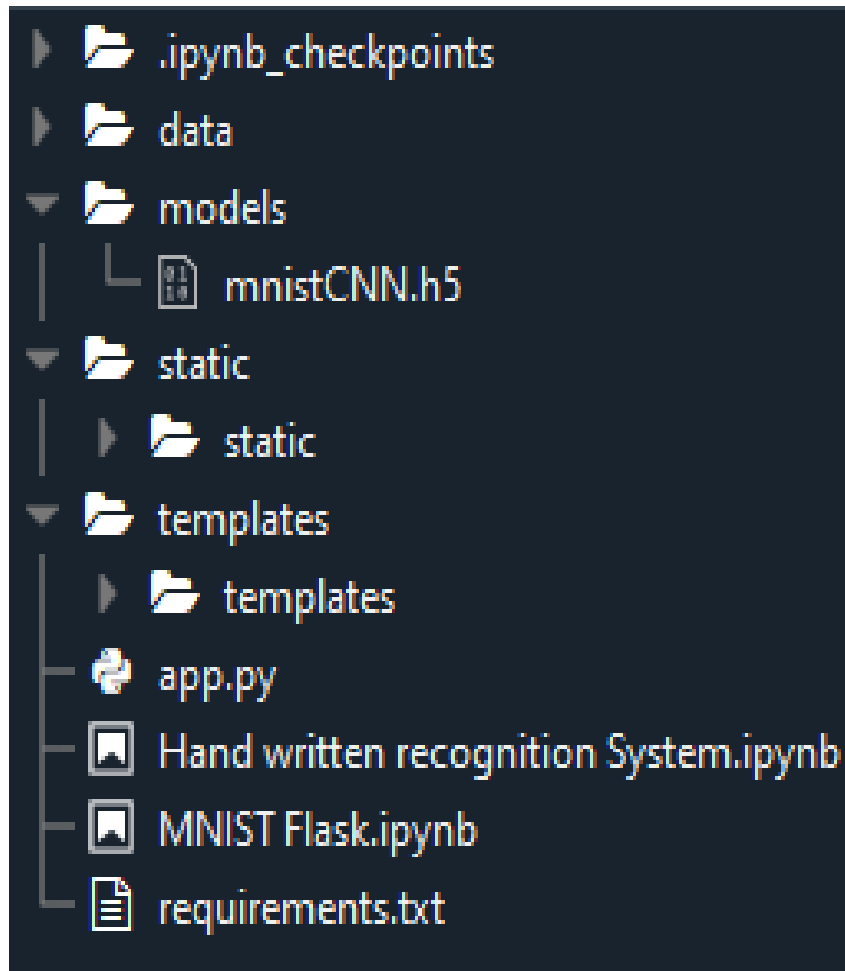 .ipynb_checkpoints
data
models
mnistCNN.h5
static
static
templates
templates
app.py
Hand written recognition System.ipynb
MNIST Flask.ipynb
requirements.txt